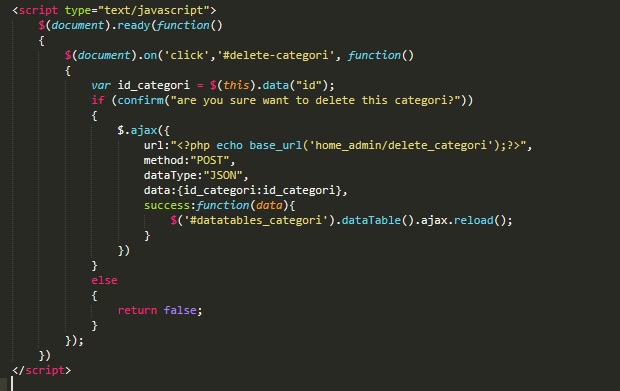 <script type="text/javascript">
    $(document).ready(function()
    {
        $(document).on('click','#delete-categori', function()
        {
            var id_categori = $(this).data("id");
            if (confirm("are you sure want to delete this categori?"))
            {
                $.ajax({
                    url:"<?php echo base_url('home_admin/delete_categori');?>",
                    method:"POST",
                    dataType:"JSON",
                    data:{id_categori:id_categori},
                    success:function(data){
                        $('#datatables_categori').dataTable().ajax.reload();
                    }
                })
            }
            else
            {
                return false;
            }
        });
    })
</script>